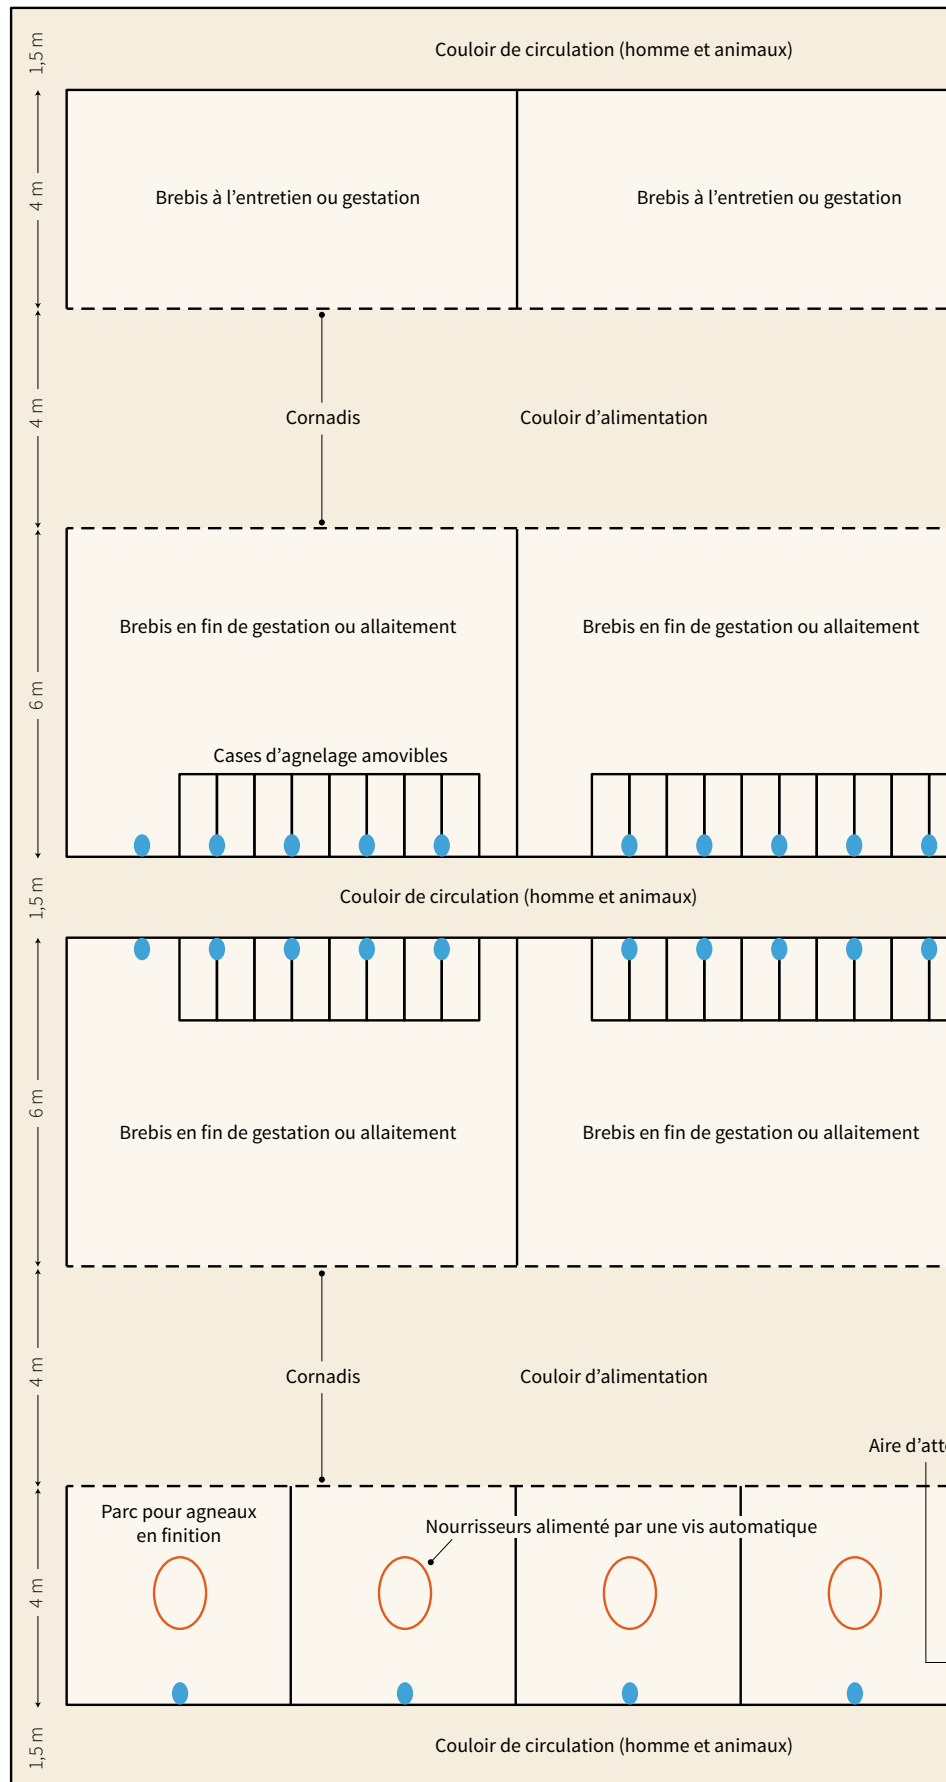 1,5 m
Couloir de circulation (homme et animaux)
4 m
Brebis à l’entretien ou gestation
Brebis à l’entretien ou gestation
4 m
Cornadis
Couloir d’alimentation
6 m
Brebis en fin de gestation ou allaitement
Brebis en fin de gestation ou allaitement
Cases d’agnelage amovibles
1,5 m
Couloir de circulation (homme et animaux)
6 m
Brebis en fin de gestation ou allaitement
Brebis en fin de gestation ou allaitement
4 m
Cornadis
Couloir d’alimentation
Aire d’atte
4 m
Parc pour agneaux
en finition
Nourrisseurs alimenté par une vis automatique
1,5 m
Couloir de circulation (homme et animaux)